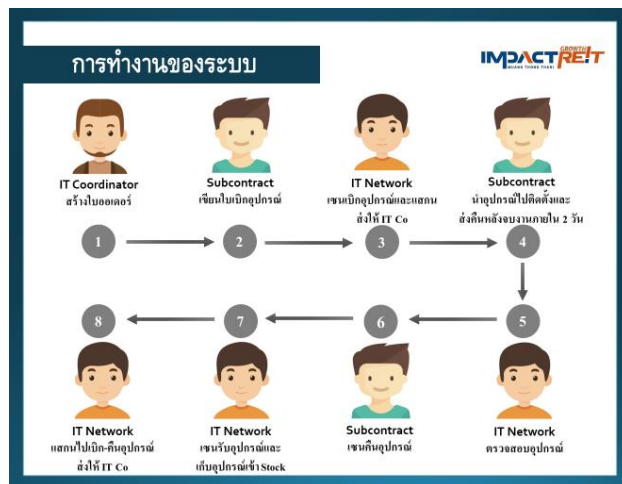 การทำงานของระบบ
IMPACT GROWTH REIT
MUANG THONG THANI
IT Coordinator
สร้างใบออเดอร์
Subcontract
เขียนใบเบิกอุปกรณ์
IT Network
เซนเบิกอุปกรณ์และแสกน
ส่งให้ IT Co
Subcontract
นำอุปกรณ์ไปติดตั้งและ
ส่งคืนหลังจบงานภายใน 2 วัน
1
2
3
4
8
7
6
5
IT Network
แสกนใบเบิก-คืนอุปกรณ์
ส่งให้ IT Co
IT Network
เซนรับอุปกรณ์และ
เก็บอุปกรณ์เข้า Stock
Subcontract
เซนคืนอุปกรณ์
IT Network
ตรวจสอบอุปกรณ์